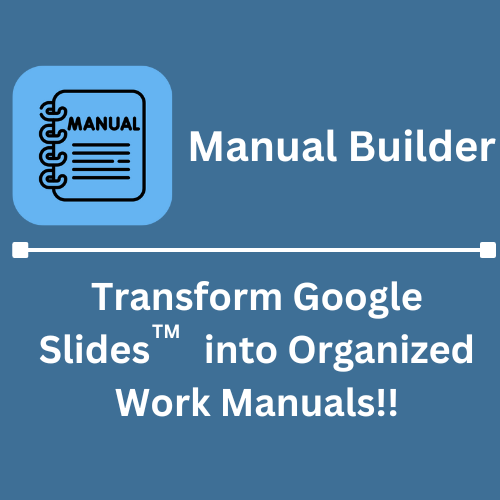 MANUAL
Manual Builder
Transform Google
Slides™ into Organized
Work Manuals!!